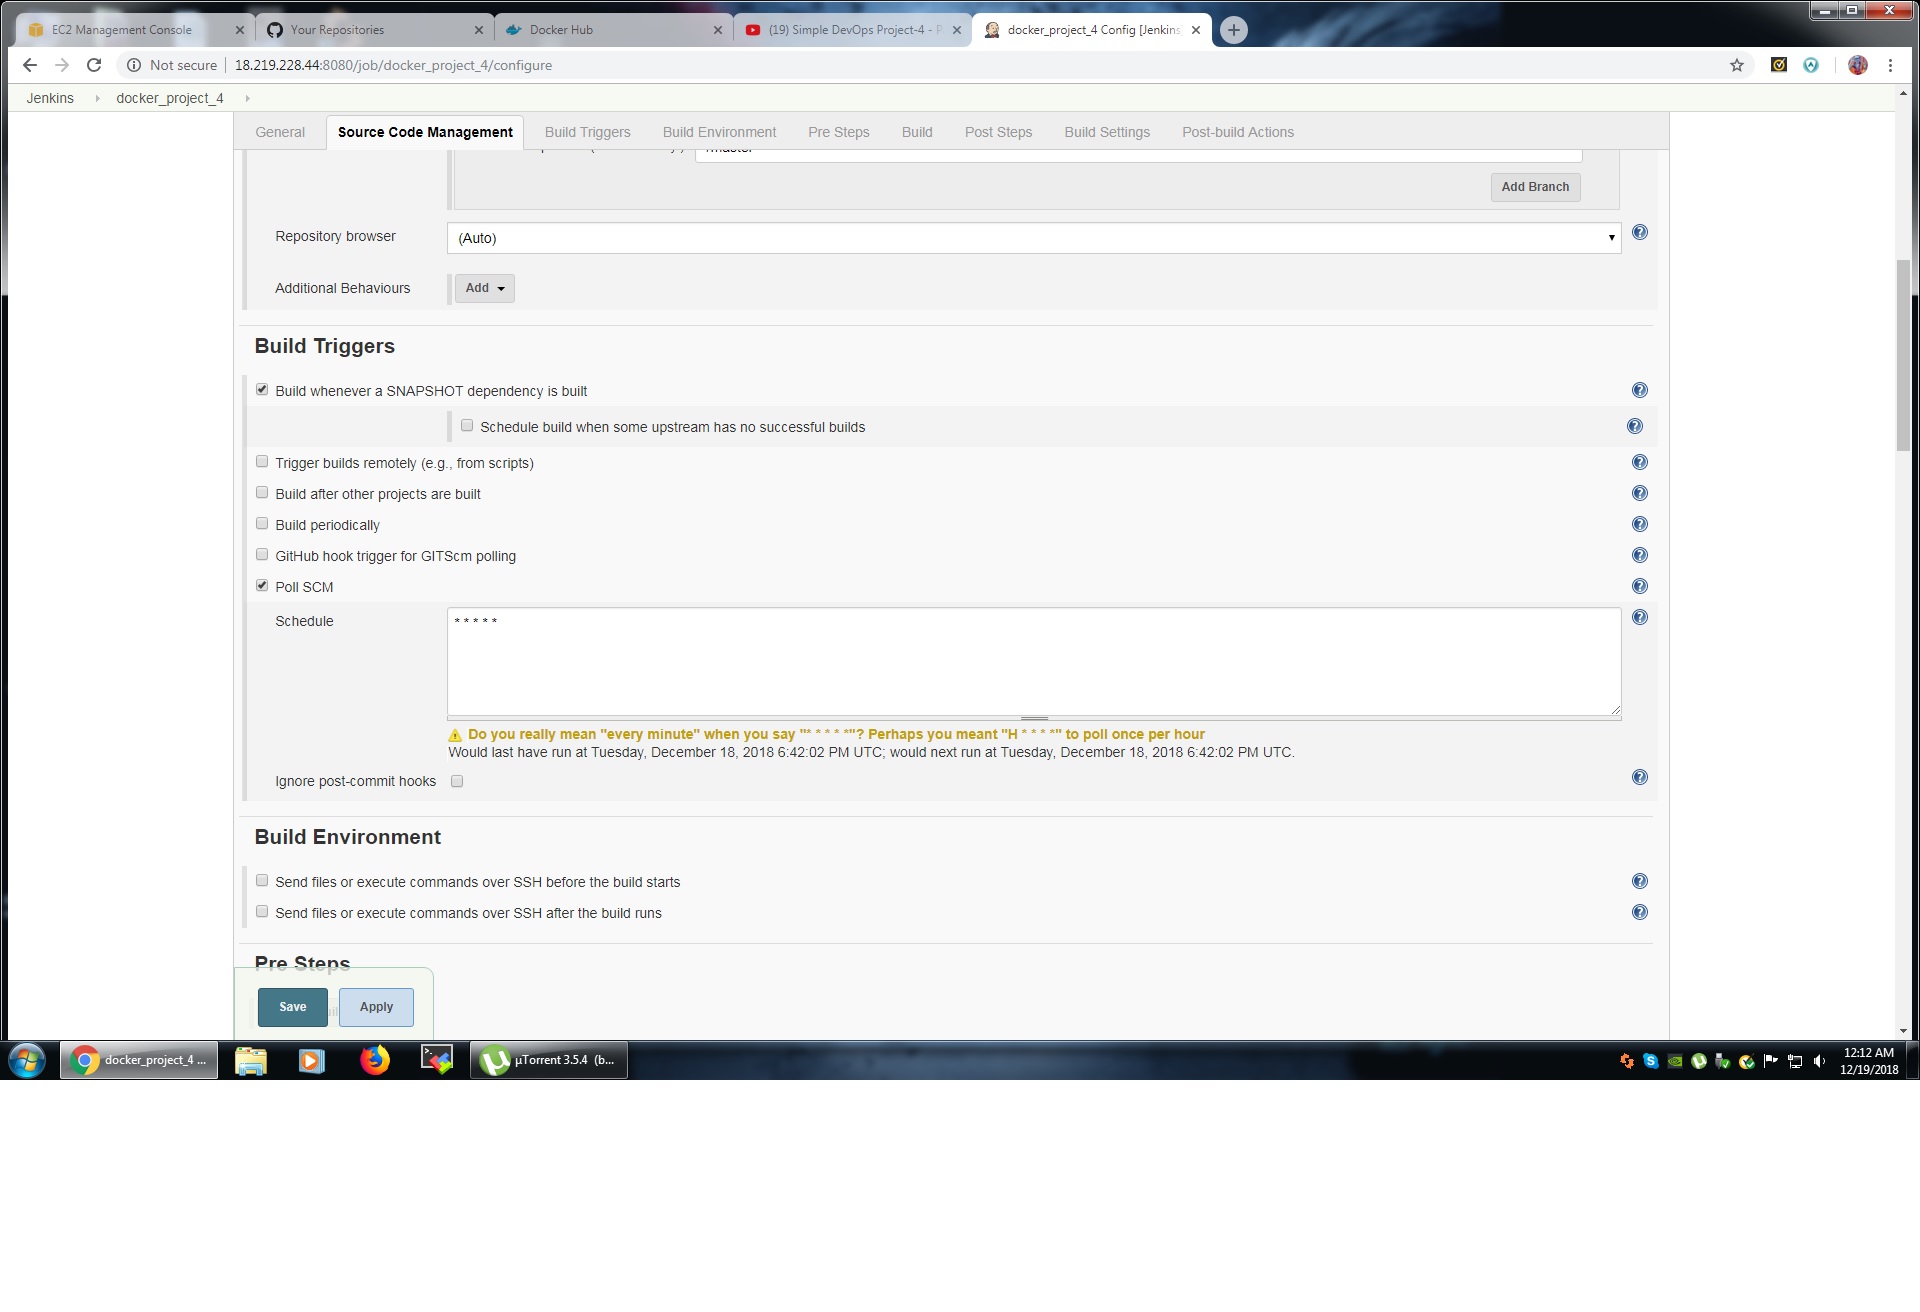 EC2 Management Console
Your Repositories
Docker Hub
(19) Simple DevOps Project-4 - P
docker_project_4 Config [Jenkins
Not secure
18.219.228.44:8080/job/docker_project_4/configure
Jenkins
docker_project_4
General
Source Code Management
Build Triggers
Build Environment
Pre Steps
Build
Post Steps
Build Settings
Post-build Actions
Add Branch
Repository browser
(Auto)
Additional Behaviours
Add
Build Triggers
Build whenever a SNAPSHOT dependency is built
Schedule build when some upstream has no successful builds
Trigger builds remotely (e.g., from scripts)
Build after other projects are built
Build periodically
GitHub hook trigger for GITScm polling
Poll SCM
Schedule
* * * * *
Do you really mean "every minute" when you say "* * * * *"? Perhaps you meant "H * * * *" to poll once per hour
Would last have run at Tuesday, December 18, 2018 6:42:02 PM UTC; would next run at Tuesday, December 18, 2018 6:42:02 PM UTC.
Ignore post-commit hooks
Build Environment
Send files or execute commands over SSH before the build starts
Send files or execute commands over SSH after the build runs
Pre Steps
Save
Apply
docker_project_4 ...
µTorrent 3.5.4 (b...
12:12 AM
12/19/2018